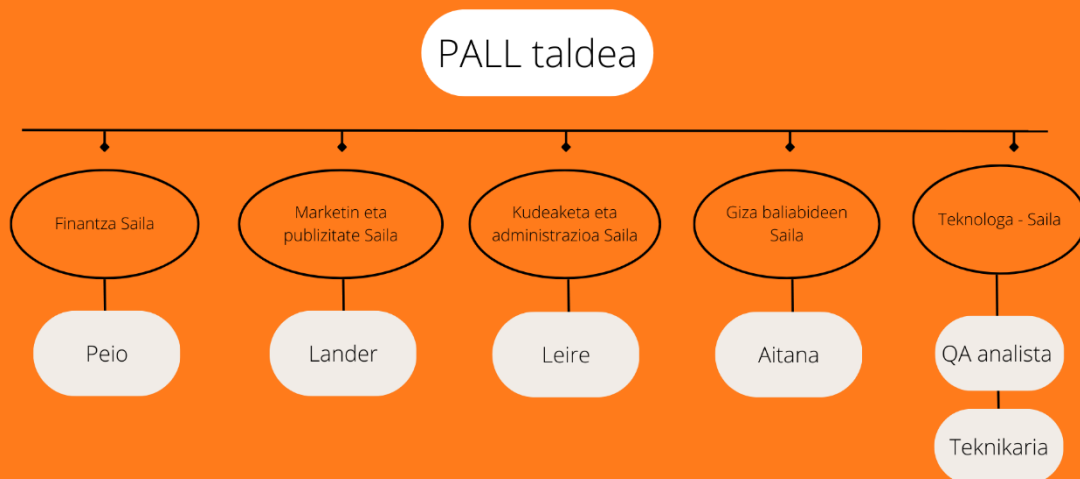 PALL taldea
Finantza Saila
Marketin eta
publizitate Saila
Kudeaketa eta
administrazioa Saila
Giza baliabideen
Saila
Teknologa - Saila
Peio
Lander
Leire
Aitana
QA analista
Teknikaria